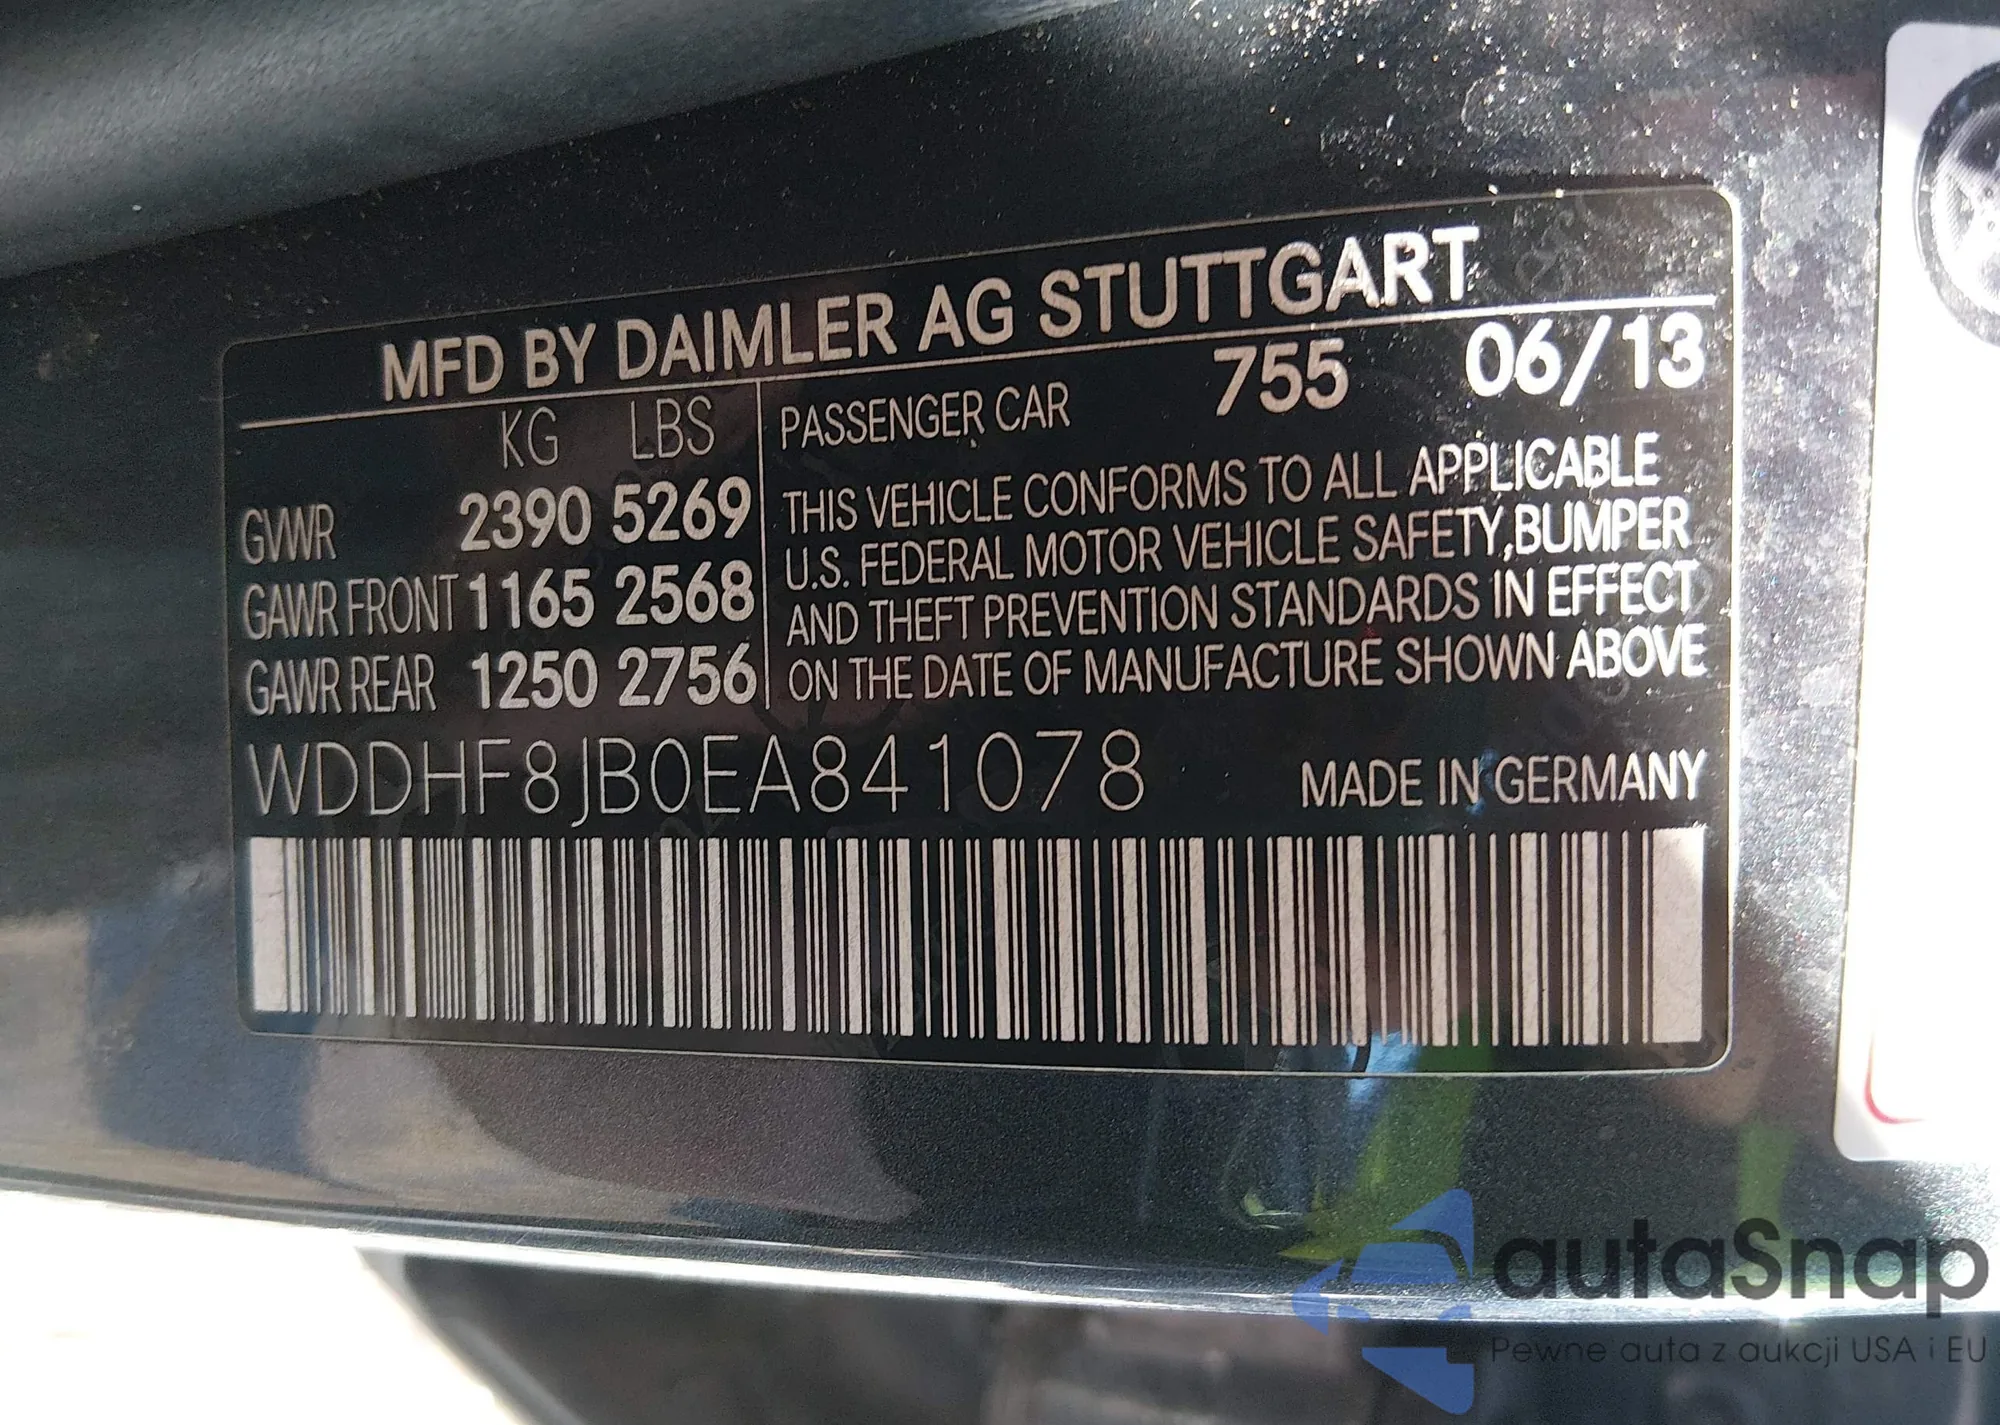 MFD BY DAIMLER AG STUTTGART
KG LBS
GVWR 2390 5269
GAWR FRONT 1165 2568
GAWR REAR 1250 2756
PASSENGER CAR 755 06/13
THIS VEHICLE CONFORMS TO ALL APPLICABLE
U.S. FEDERAL MOTOR VEHICLE SAFETY,BUMPER
AND THEFT PREVENTION STANDARDS IN EFFECT
ON THE DATE OF MANUFACTURE SHOWN ABOVE
WDDHF8JB0EA841078 MADE IN GERMANY
autaSnap
Pewne auta z aukcji USA i EU